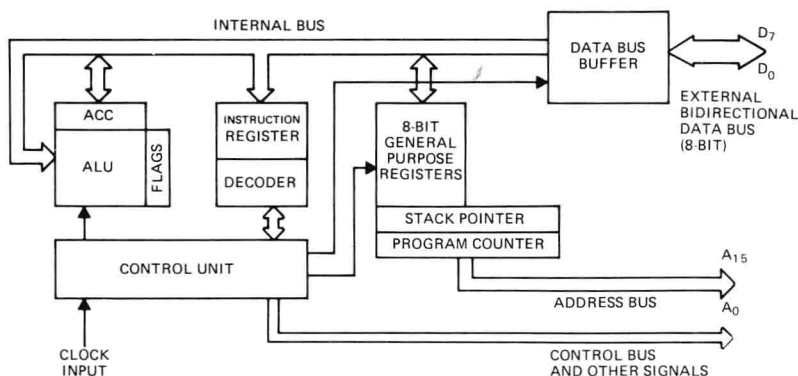 INTERNAL BUS
DATA BUS
BUFFER
D7
D0
EXTERNAL
BIDIRECTIONAL
DATA BUS
(8-BIT)
ACC
ALU
FLAGS
INSTRUCTION
REGISTER
DECODER
8-BIT
GENERAL
PURPOSE
REGISTERS
STACK POINTER
PROGRAM COUNTER
CONTROL UNIT
A15
ADDRESS BUS
A0
CLOCK
INPUT
CONTROL BUS
AND OTHER SIGNALS